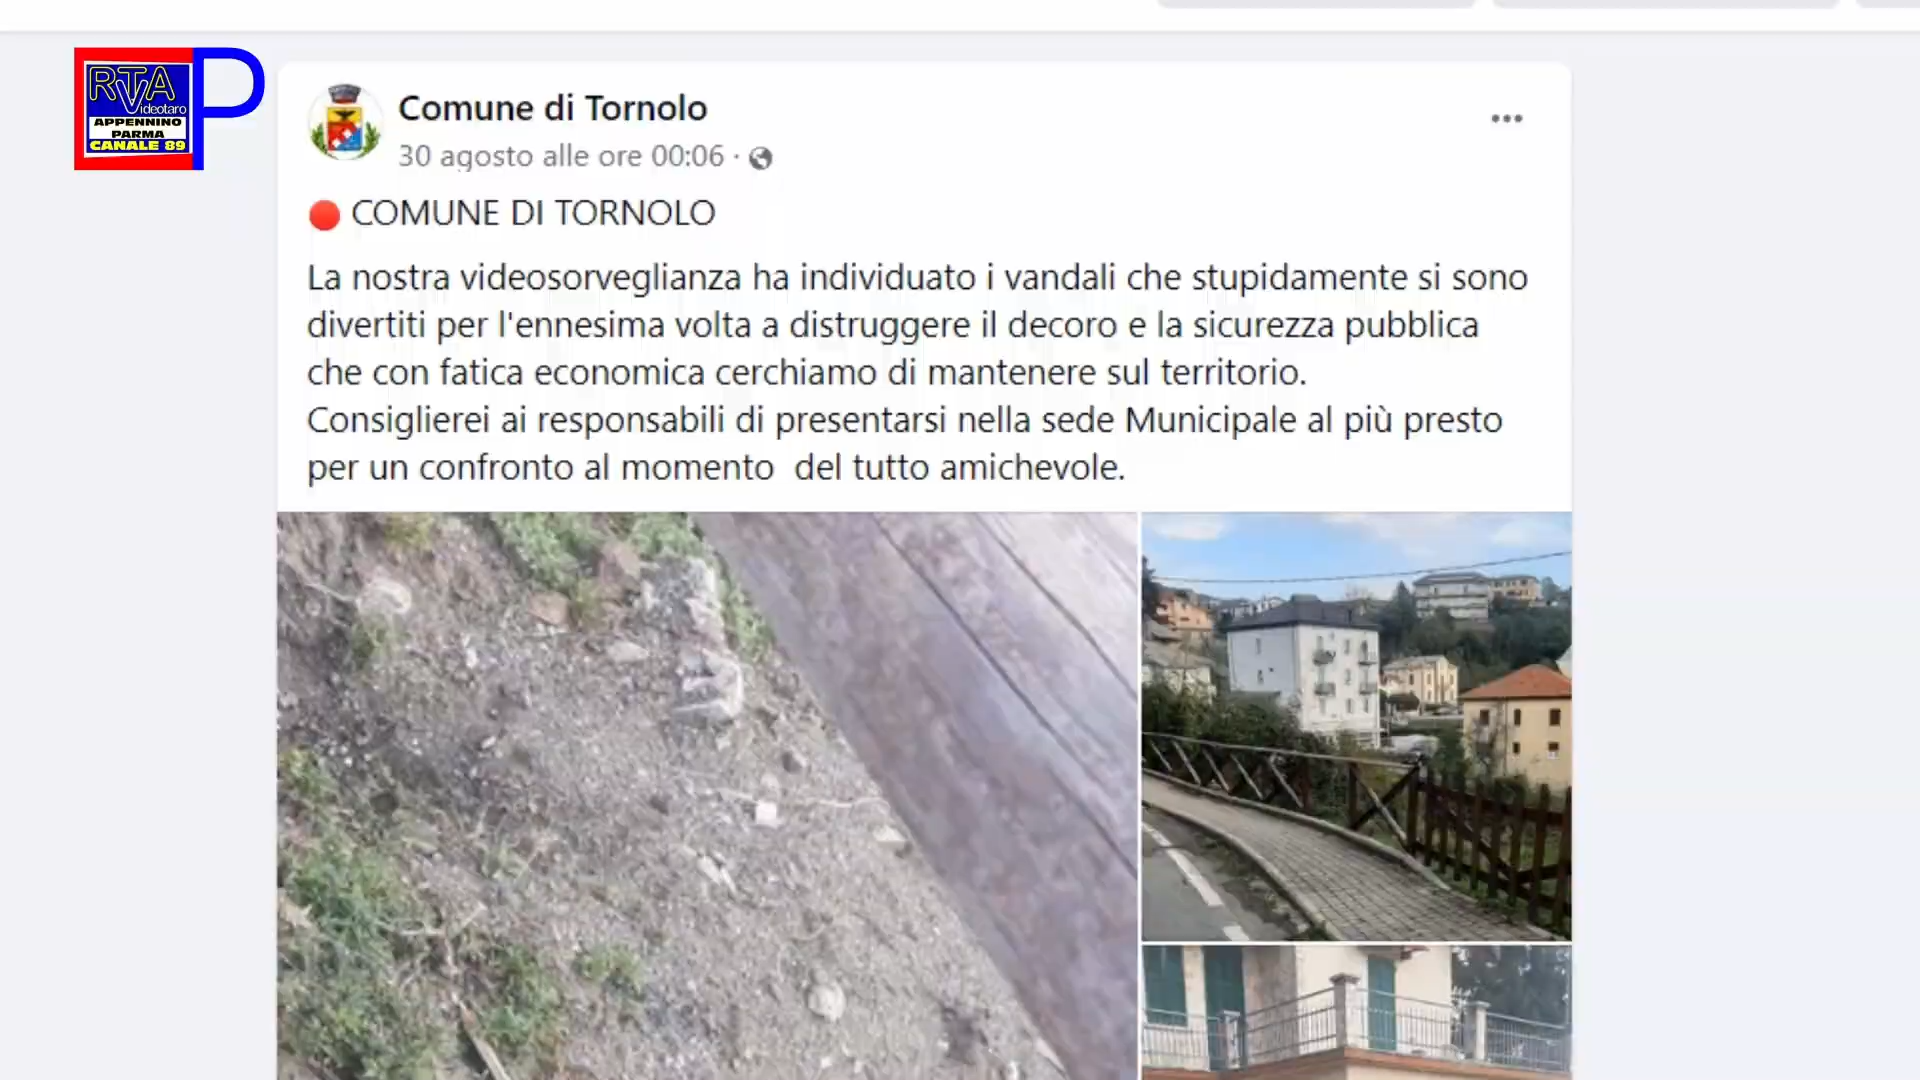 RTA
Videotaro
APPENNINO
PARMA
CANALE 89
P
Comune di Tornolo
30 agosto alle ore 00:06 ·
COMUNE DI TORNOLO
La nostra videosorveglianza ha individuato i vandali che stupidamente si sono
divertiti per l'ennesima volta a distruggere il decoro e la sicurezza pubblica
che con fatica economica cerchiamo di mantenere sul territorio.
Consiglierei ai responsabili di presentarsi nella sede Municipale al più presto
per un confronto al momento  del tutto amichevole.